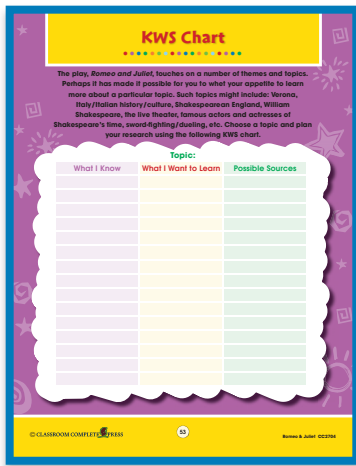 KWS Chart
The play, Romeo and Juliet, touches on a number of themes and topics.
Perhaps it has made it possible for you to whet your appetite to learn
more about a particular topic. Such topics might include: Verona,
Italy/Italian history/culture, Shakespearean England, William
Shakespeare, the live theater, famous actors and actresses of
Shakespeare's time, sword-fighting/dueling, etc. Choose a topic and plan
your research using the following KWS chart.
Topic:
What I Know What I Want to Learn Possible Sources
© CLASSROOM COMPLETE PRESS 53 Romeo & Juliet CC2704